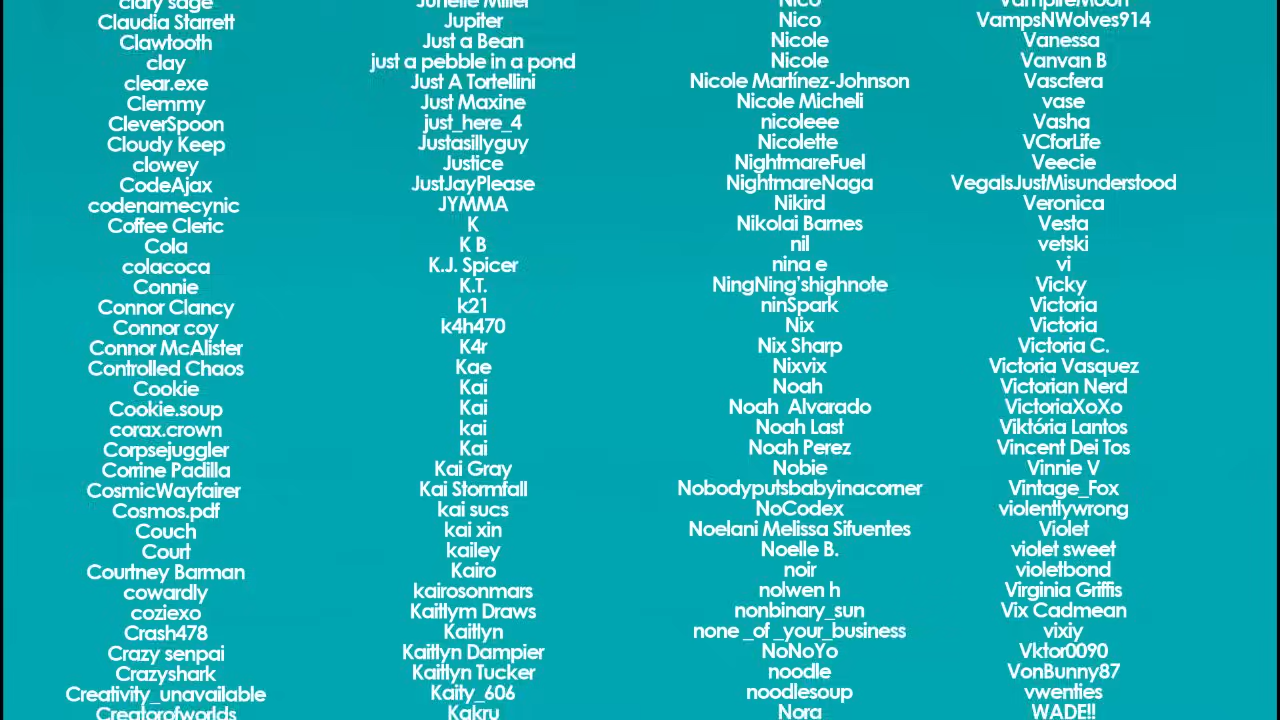 clary sage
Claudia Starrett
Clawtooth
clay
clear.exe
Clemmy
CleverSpoon
Cloudy Keep
clowey
CodeAjax
codenamecynic
Coffee Cleric
Cola
colacoca
Connie
Connor Clancy
Connor coy
Connor McAlister
Controlled Chaos
Cookie
Cookie.soup
corax.crown
Corpsejuggler
Corrine Padilla
CosmicWayfairer
Cosmos.pdf
Couch
Court
Courtney Barman
cowardly
coziexo
Crash478
Crazy senpai
Crazyshark
Creativity_unavailable
Creatorofworlds
Jupiter
Just a Bean
just a pebble in a pond
Just A Tortellini
Just Maxine
just_here_4
Justasillyguy
Justice
JustJayPlease
JYMMA
K
K B
K.J. Spicer
K.T.
k21
k4h470
K4r
Kae
Kai
Kai
kai
Kai
Kai Gray
Kai Stormfall
kai sucs
kai xin
kailey
Kairo
kairosonmars
Kaitlym Draws
Kaitlyn
Kaitlyn Dampier
Kaitlyn Tucker
Kaity_606
Kakru
Nico
Nico
Nicole
Nicole
Nicole Martínez-Johnson
Nicole Micheli
nicoleee
Nicolette
NightmareFuel
NightmareNaga
Nikird
Nikolai Barnes
nil
nina e
NingNing'shighnote
ninSpark
Nix
Nix Sharp
Nixvix
Noah
Noah  Alvarado
Noah Last
Noah Perez
Nobie
Nobodyputsbabyinacorner
NoCodex
Noelani Melissa Sifuentes
Noelle B.
noir
nolwen h
nonbinary_sun
none _of _your_business
NoNoYo
noodle
noodlesoup
Nora
VampireMoon
VampsNWolves914
Vanessa
Vanvan B
Vascfera
vase
Vasha
VCforLife
Veecie
VegaIsJustMisunderstood
Veronica
Vesta
vetski
vi
Vicky
Victoria
Victoria
Victoria C.
Victoria Vasquez
Victorian Nerd
VictoriaXoXo
Viktória Lantos
Vincent Dei Tos
Vinnie V
Vintage_Fox
violentlywrong
Violet
violet sweet
violetbond
Virginia Griffis
Vix Cadmean
vixiy
Vktor0090
VonBunny87
vwenties
WADE!!